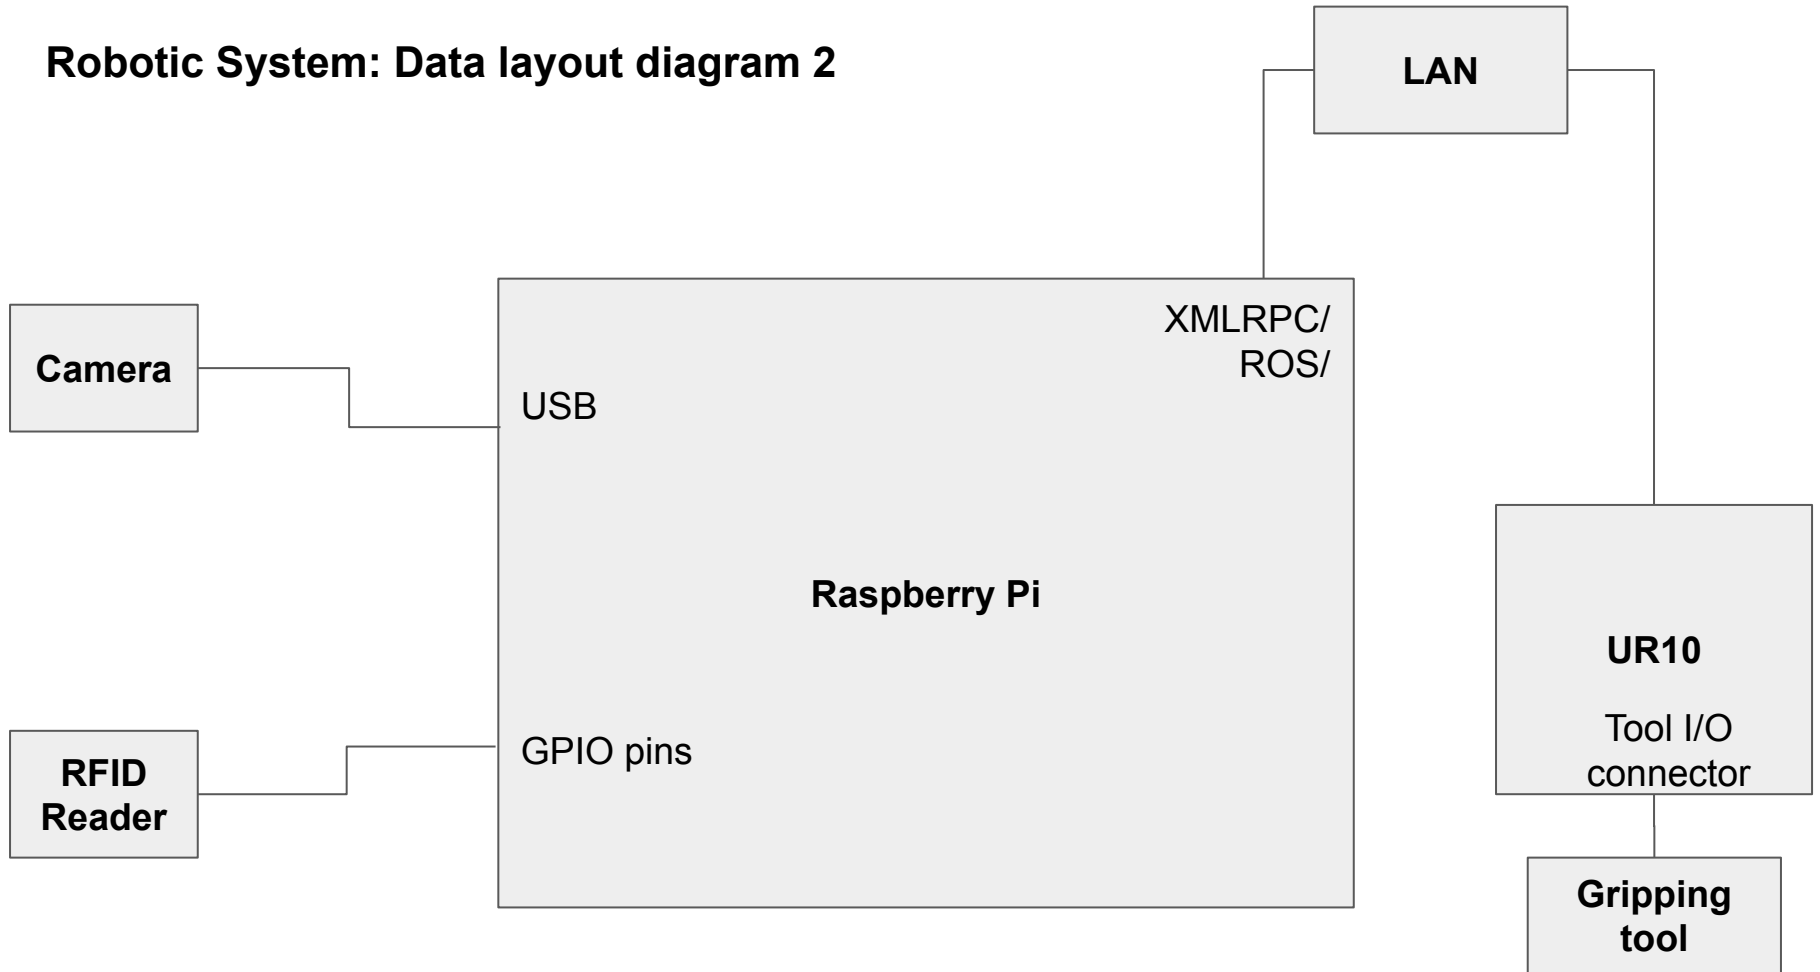 Robotic System: Data layout diagram 2
LAN
XMLRPC/
ROS/
Camera
USB
Raspberry Pi
UR10
Tool I/O
connector
GPIO pins
RFID
Reader
Gripping
tool